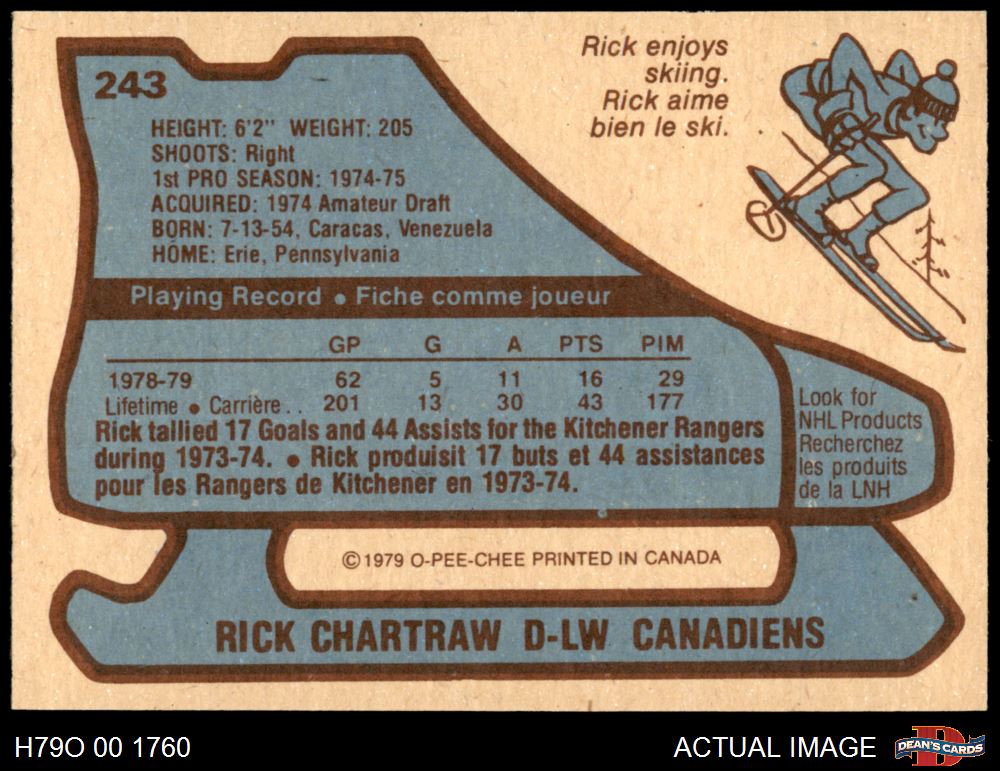 243
Rick enjoys
skiing.
Rick aime
bien le ski.
HEIGHT: 6'2" WEIGHT: 205
SHOOTS: Right
1st PRO SEASON: 1974-75
ACQUIRED: 1974 Amateur Draft
BORN: 7-13-54, Caracas, Venezuela
HOME: Erie, Pennsylvania
Playing Record • Fiche comme joueur
GP G A PTS PIM
1978-79 62 5 11 16 29
Lifetime • Carrière.. 201 13 30 43 177
Rick tallied 17 Goals and 44 Assists for the Kitchener Rangers
during 1973-74. • Rick produisit 17 buts et 44 assistances
pour les Rangers de Kitchener en 1973-74.
Look for
NHL Products
Recherchez
les produits
de la LNH
© 1979 O-PEE-CHEE PRINTED IN CANADA
RICK CHARTRAW D-LW CANADIENS
H79O 00 1760
ACTUAL IMAGE
D
DEAN'S CARDS